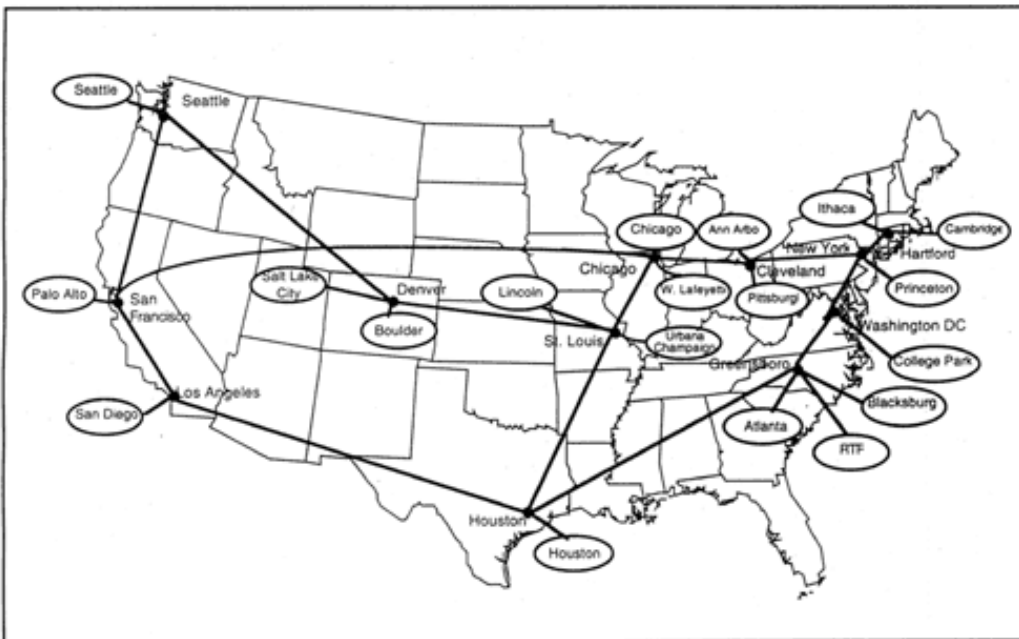 Seattle
Seattle
Ithaca
Cambridge
Chicago
Ann Arbo
New York
Hartford
Chicago
Cleveland
Salt Lake
City
Denver
Lincoln
W. Lafayett
Pittsburgl
Princeton
Palo Alto
San
Francisco
Boulder
St. Louis
Urbana
Champaign
Washington DC
Greensboro
College Park
Los Angeles
San Diego
Atlanta
Blacksburg
RTF
Houston
Houston